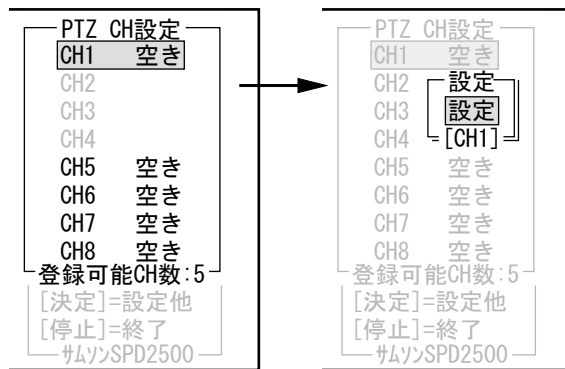 PTZ CH設定
CH1 空き
CH2
CH3
CH4
CH5 空き
CH6 空き
CH7 空き
CH8 空き
登録可能CH数:5
[決定]=設定他
[停止]=終了
ｻﾑｿﾝSPD2500
PTZ CH設定
CH1 空き
CH2 設定
CH3 設定
CH4 [CH1]
CH5 空き
CH6 空き
CH7 空き
CH8 空き
登録可能CH数:5
[決定]=設定他
[停止]=終了
ｻﾑｿﾝSPD2500